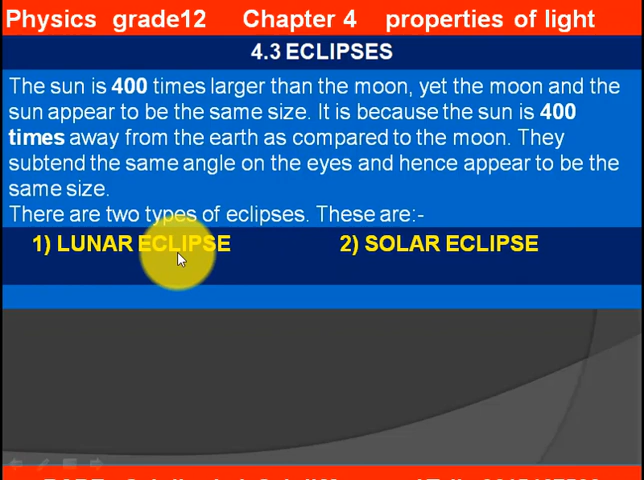 Physics grade12 Chapter 4 properties of light
4.3 ECLIPSES
The sun is 400 times larger than the moon, yet the moon and the
sun appear to be the same size. It is because the sun is 400
times away from the earth as compared to the moon. They
subtend the same angle on the eyes and hence appear to be the
same size.
There are two types of eclipses. These are:-
1) LUNAR ECLIPSE 2) SOLAR ECLIPSE